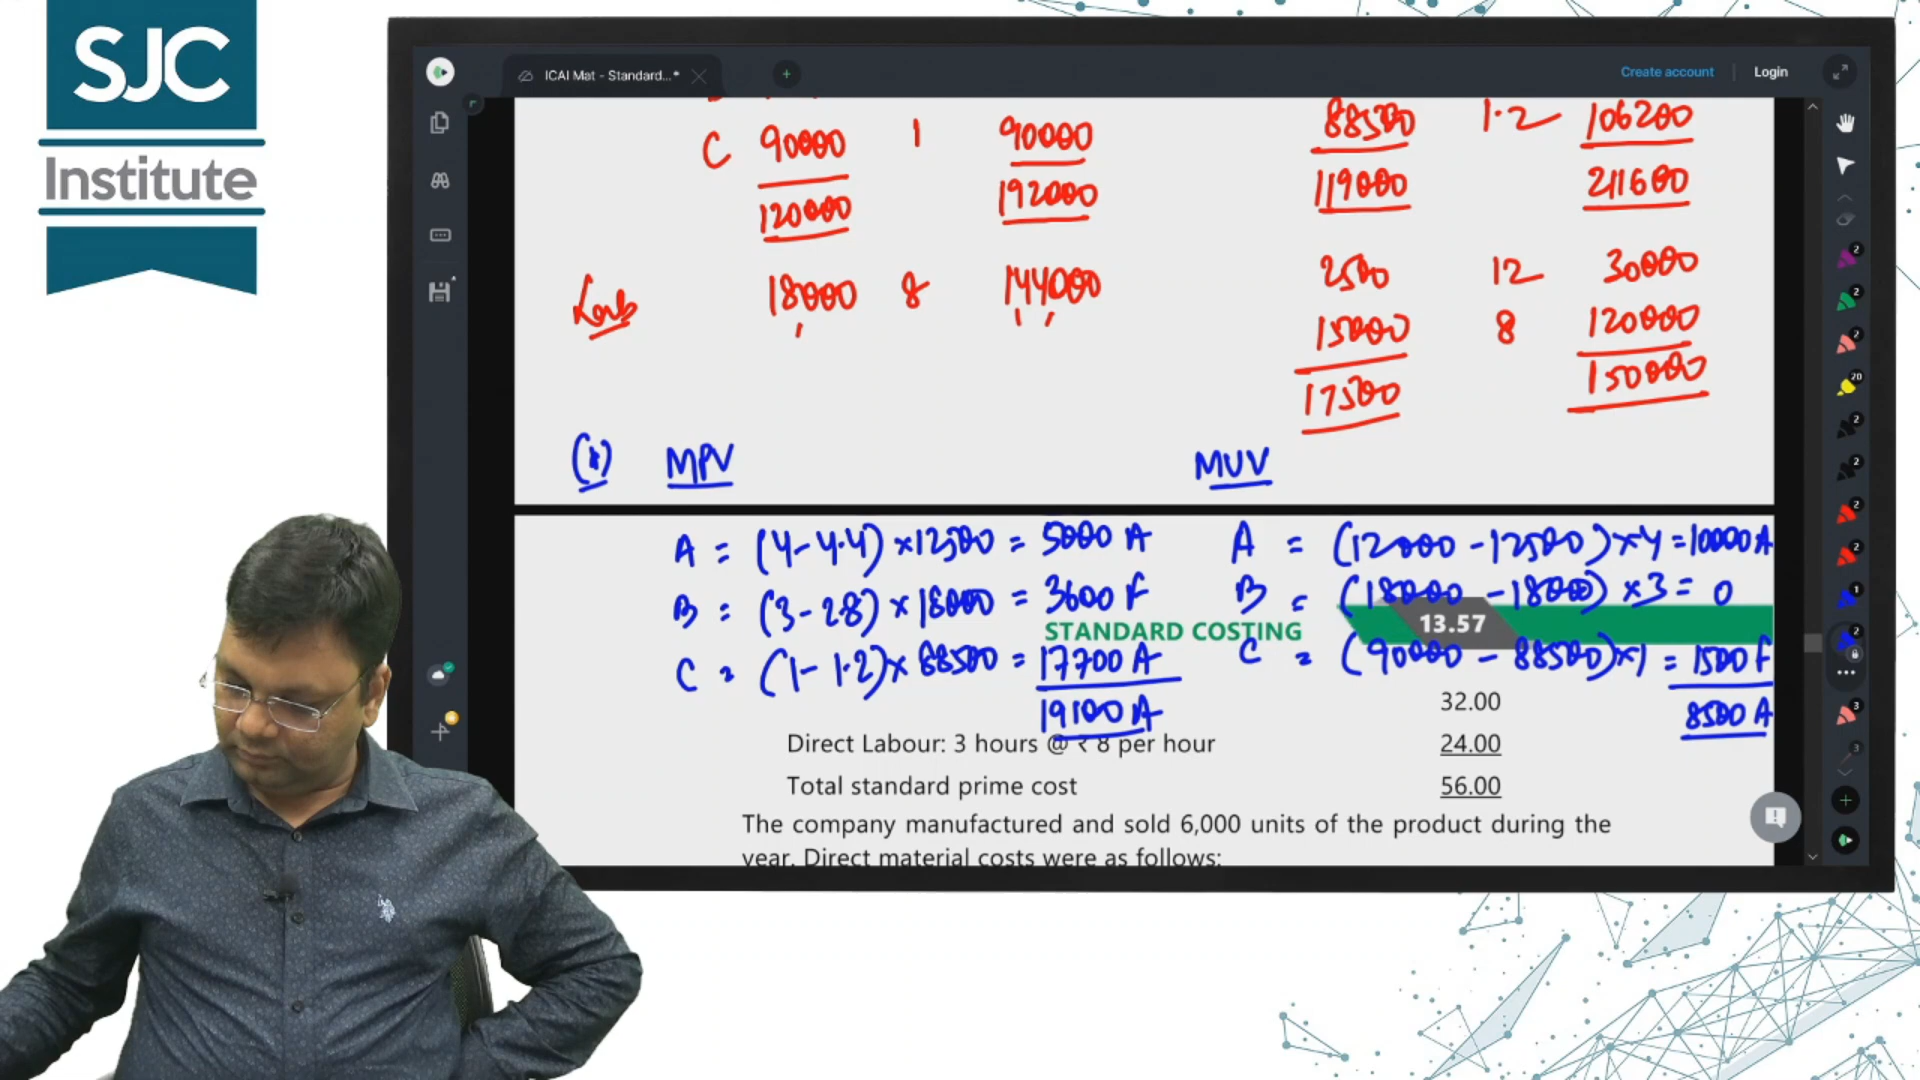 SJC
Institute
ICAI Mat - Standard...*
Create account
Login
C 90000 1 90000 88500 1.2 106200
120000 192000 119000 211600
Lab 18000 8 144000 2500 12 30000
15000 8 120000
17500 150000
MPV MUV
A = (4-4.4) × 12500 = 5000 A A = (12000 - 12500) × 4 = 10000 A
B = (3-2.8) × 18000 = 3600 F B = (18000 - 18000) × 3 = 0
STANDARD COSTING 13.57
C = (1-1.2) × 88500 = 17700 A C = (90000 - 88500) × 1 = 1500 F
19100 A 32.00 8500 A
Direct Labour: 3 hours @ ₹ 8 per hour 24.00
Total standard prime cost 56.00
The company manufactured and sold 6,000 units of the product during the
year. Direct material costs were as follows: